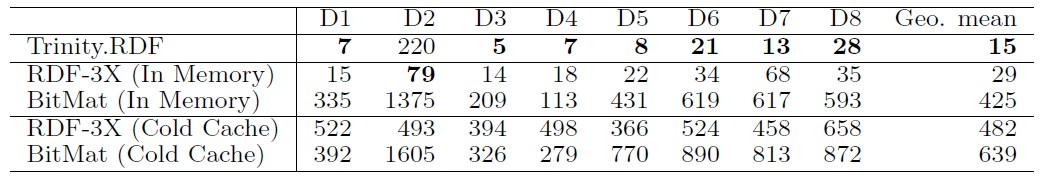 D1 D2 D3 D4 D5 D6 D7 D8 Geo. mean
Trinity.RDF 7 220 5 7 8 21 13 28 15
RDF-3X (In Memory) 15 79 14 18 22 34 68 35 29
BitMat (In Memory) 335 1375 209 113 431 619 617 593 425
RDF-3X (Cold Cache) 522 493 394 498 366 524 458 658 482
BitMat (Cold Cache) 392 1605 326 279 770 890 813 872 639